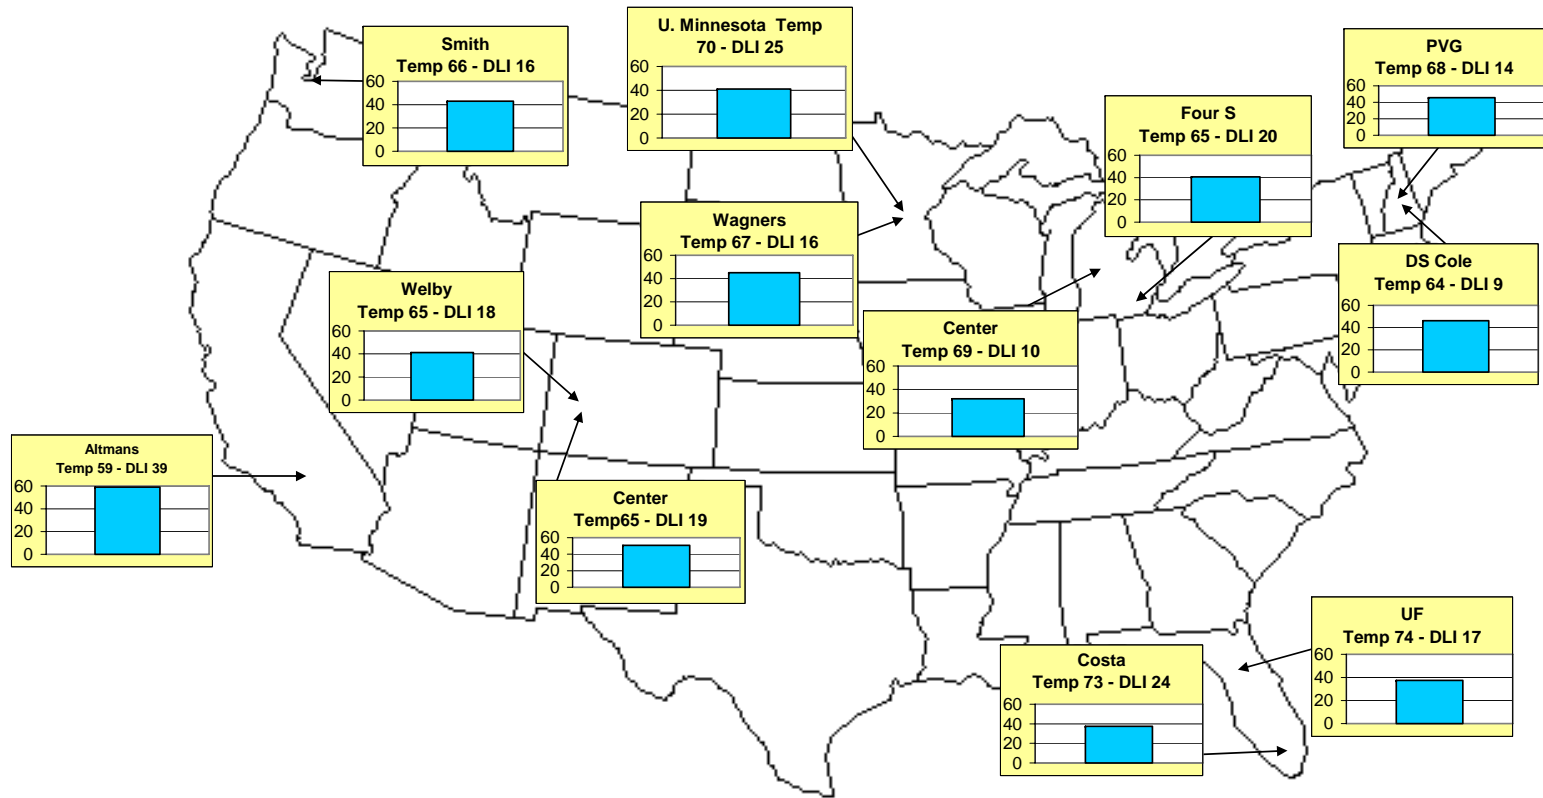 Smith
Temp 66 - DLI 16
60
40
20
0
U. Minnesota  Temp
70 - DLI 25
60
40
20
0
PVG
Temp 68 - DLI 14
60
40
20
0
Four S
Temp 65 - DLI 20
60
40
20
0
Wagners
Temp 67 - DLI 16
60
40
20
0
DS Cole
Temp 64 - DLI 9
60
40
20
0
Welby
Temp 65 - DLI 18
60
40
20
0
Center
Temp 69 - DLI 10
60
40
20
0
Altmans
Temp 59 - DLI 39
60
40
20
0
Center
Temp65 - DLI 19
60
40
20
0
UF
Temp 74 - DLI 17
60
40
20
0
Costa
Temp 73 - DLI 24
60
40
20
0